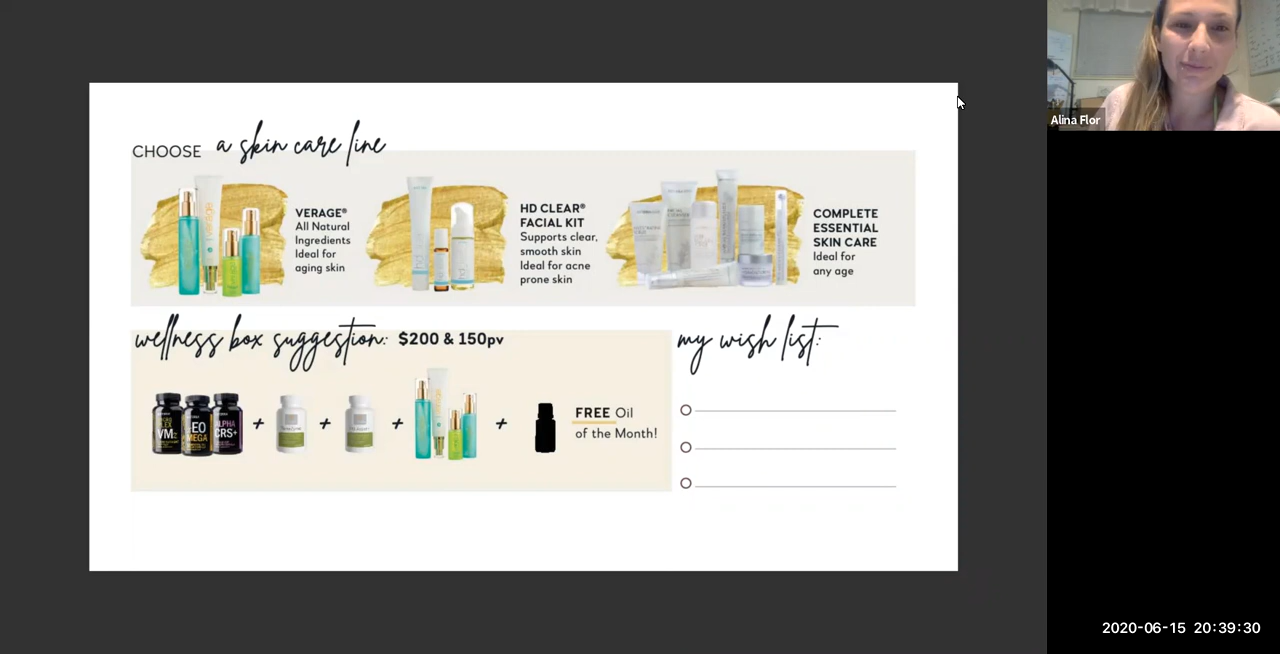 CHOOSE a skin care line
VERAGE®
All Natural
Ingredients
Ideal for
aging skin
HD CLEAR®
FACIAL KIT
Supports clear,
smooth skin
Ideal for acne
prone skin
COMPLETE
ESSENTIAL
SKIN CARE
Ideal for
any age
wellness box suggestion: $200 & 150pv
VM
EO
MEGA
ALPHA
CRS+
+ + + +
FREE Oil
of the Month!
my wish list:
Alina Flor
2020-06-15 20:39:30